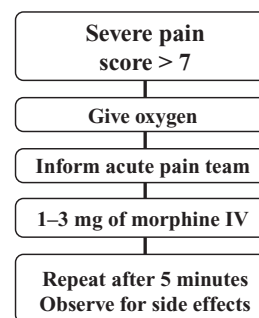 Severe pain
score > 7
Give oxygen
Inform acute pain team
1–3 mg of morphine IV
Repeat after 5 minutes
Observe for side effects